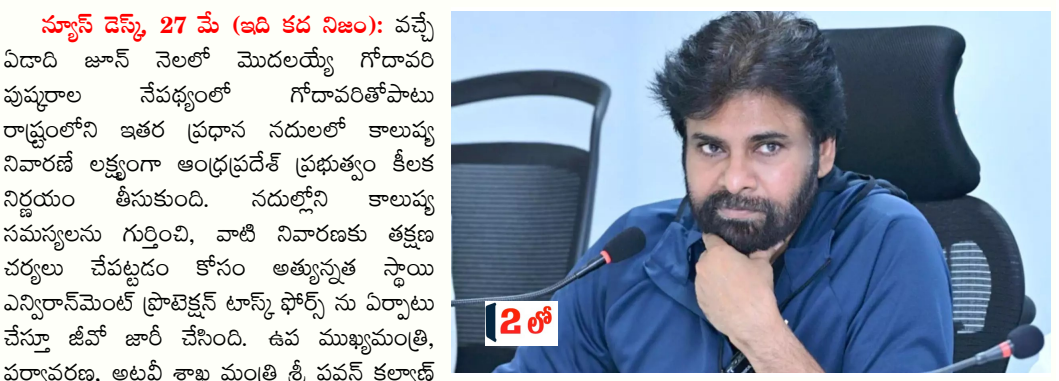 న్యూస్ డెస్క్, 27 మే (ఇది కద నిజం): వచ్చే
ఏడాది జూన్ నెలలో మొదలయ్యే గోదావరి
పుష్కరాల నేపథ్యంలో గోదావరితోపాటు
రాష్ట్రంలోని ఇతర ప్రధాన నదులలో కాలుష్య
నివారణే లక్ష్యంగా ఆంధ్రప్రదేశ్ ప్రభుత్వం కీలక
నిర్ణయం తీసుకుంది. నదుల్లోని కాలుష్య
సమస్యలను గుర్తించి, వాటి నివారణకు తక్షణ
చర్యలు చేపట్టడం కోసం అత్యున్నత స్థాయి
ఎన్విరాన్‌మెంట్ ప్రొటెక్షన్ టాస్క్ ఫోర్స్ ను ఏర్పాటు
చేస్తూ జీవో జారీ చేసింది. ఉప ముఖ్యమంత్రి,
పర్యావరణ, అటవీ శాఖ మంత్రి శ్రీ పవన్ కల్యాణ్
2 లో